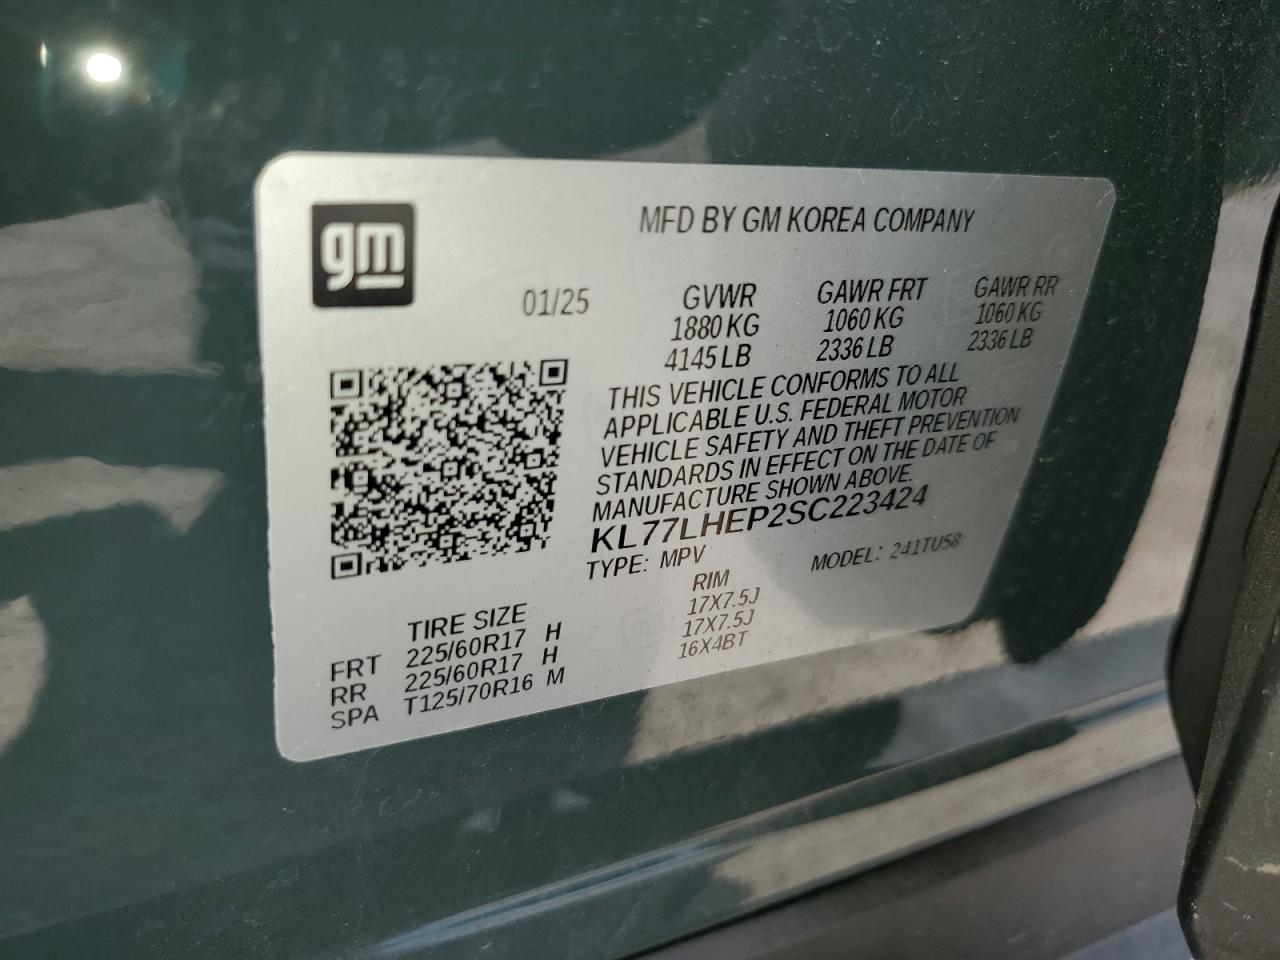 gm
MFD BY GM KOREA COMPANY
01/25
GVWR GAWR FRT GAWR RR
1880 KG 1060 KG 1060 KG
4145 LB 2336 LB 2336 LB
THIS VEHICLE CONFORMS TO ALL
APPLICABLE U.S. FEDERAL MOTOR
VEHICLE SAFETY AND THEFT PREVENTION
STANDARDS IN EFFECT ON THE DATE OF
MANUFACTURE SHOWN ABOVE.
KL77LHEP2SC223424
TYPE: MPV MODEL: 241TU58
TIRE SIZE RIM
FRT 225/60R17 H 17X7.5J
RR 225/60R17 H 17X7.5J
SPA T125/70R16 M 16X4BT